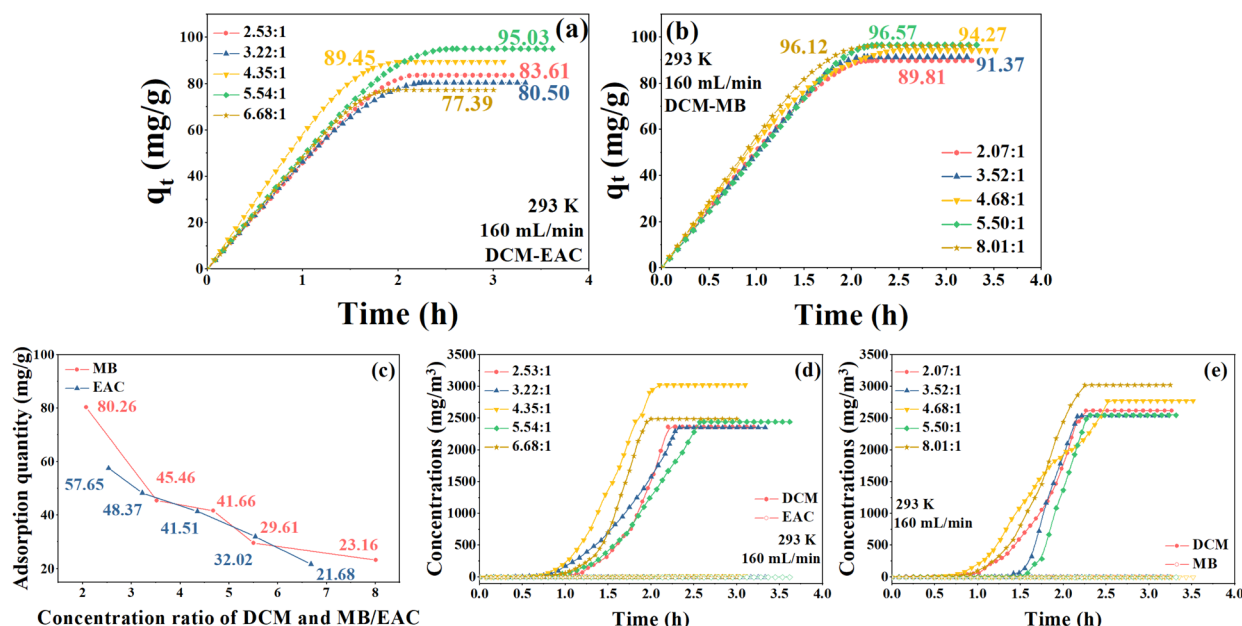 (a)
2.53:1
3.22:1
4.35:1
5.54:1
6.68:1
89.45
95.03
83.61
80.50
77.39
293 K
160 mL/min
DCM-EAC
qt (mg/g)
100
80
60
40
20
0
0 1 2 3 4
Time (h)
(b)
293 K
160 mL/min
DCM-MB
96.12
96.57
94.27
91.37
89.81
2.07:1
3.52:1
4.68:1
5.50:1
8.01:1
qt (mg/g)
100
80
60
40
20
0
0.0 0.5 1.0 1.5 2.0 2.5 3.0 3.5 4.0
Time (h)
(c)
MB
EAC
80.26
57.65
45.46
48.37
41.66
41.51
29.61
32.02
23.16
21.68
Adsorption quantity (mg/g)
100
80
60
40
20
2 3 4 5 6 7 8
Concentration ratio of DCM and MB/EAC
(d)
2.53:1
3.22:1
4.35:1
5.54:1
6.68:1
DCM
EAC
293 K
160 mL/min
Concentrations (mg/m³)
3500
3000
2500
2000
1500
1000
500
0
0.0 0.5 1.0 1.5 2.0 2.5 3.0 3.5 4.0
Time (h)
(e)
2.07:1
3.52:1
4.68:1
5.50:1
8.01:1
293 K
160 mL/min
DCM
MB
Concentrations (mg/m³)
3500
3000
2500
2000
1500
1000
500
0
0.0 0.5 1.0 1.5 2.0 2.5 3.0 3.5 4.0
Time (h)